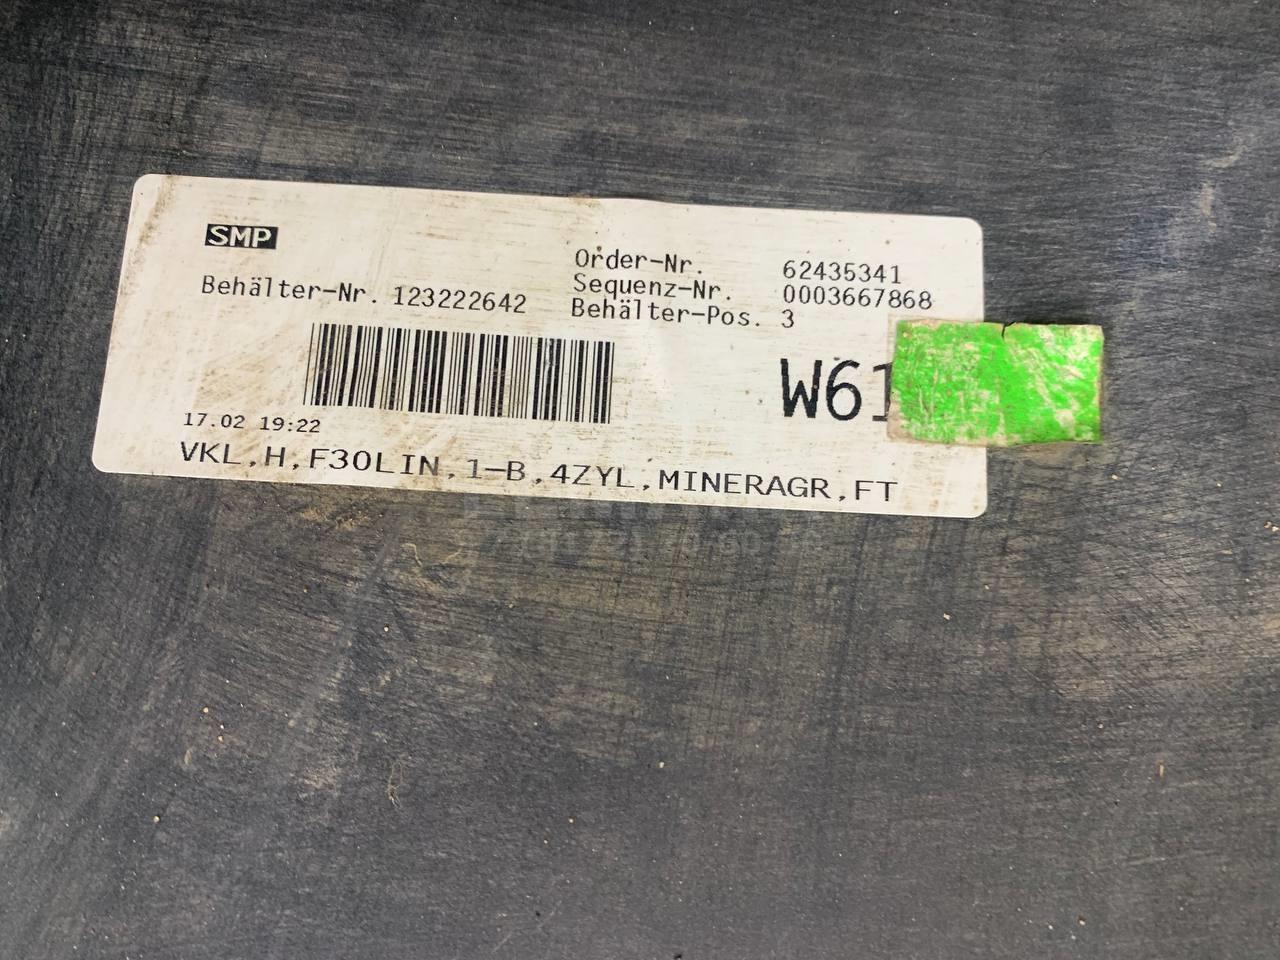 SMP
Order-Nr. 62435341
Sequenz-Nr. 0003667868
Behälter-Nr. 123222642
Behälter-Pos. 3
17.02 19:22
VKL,H,F30LIN,1-B,4ZYL,MINERAGR,FT